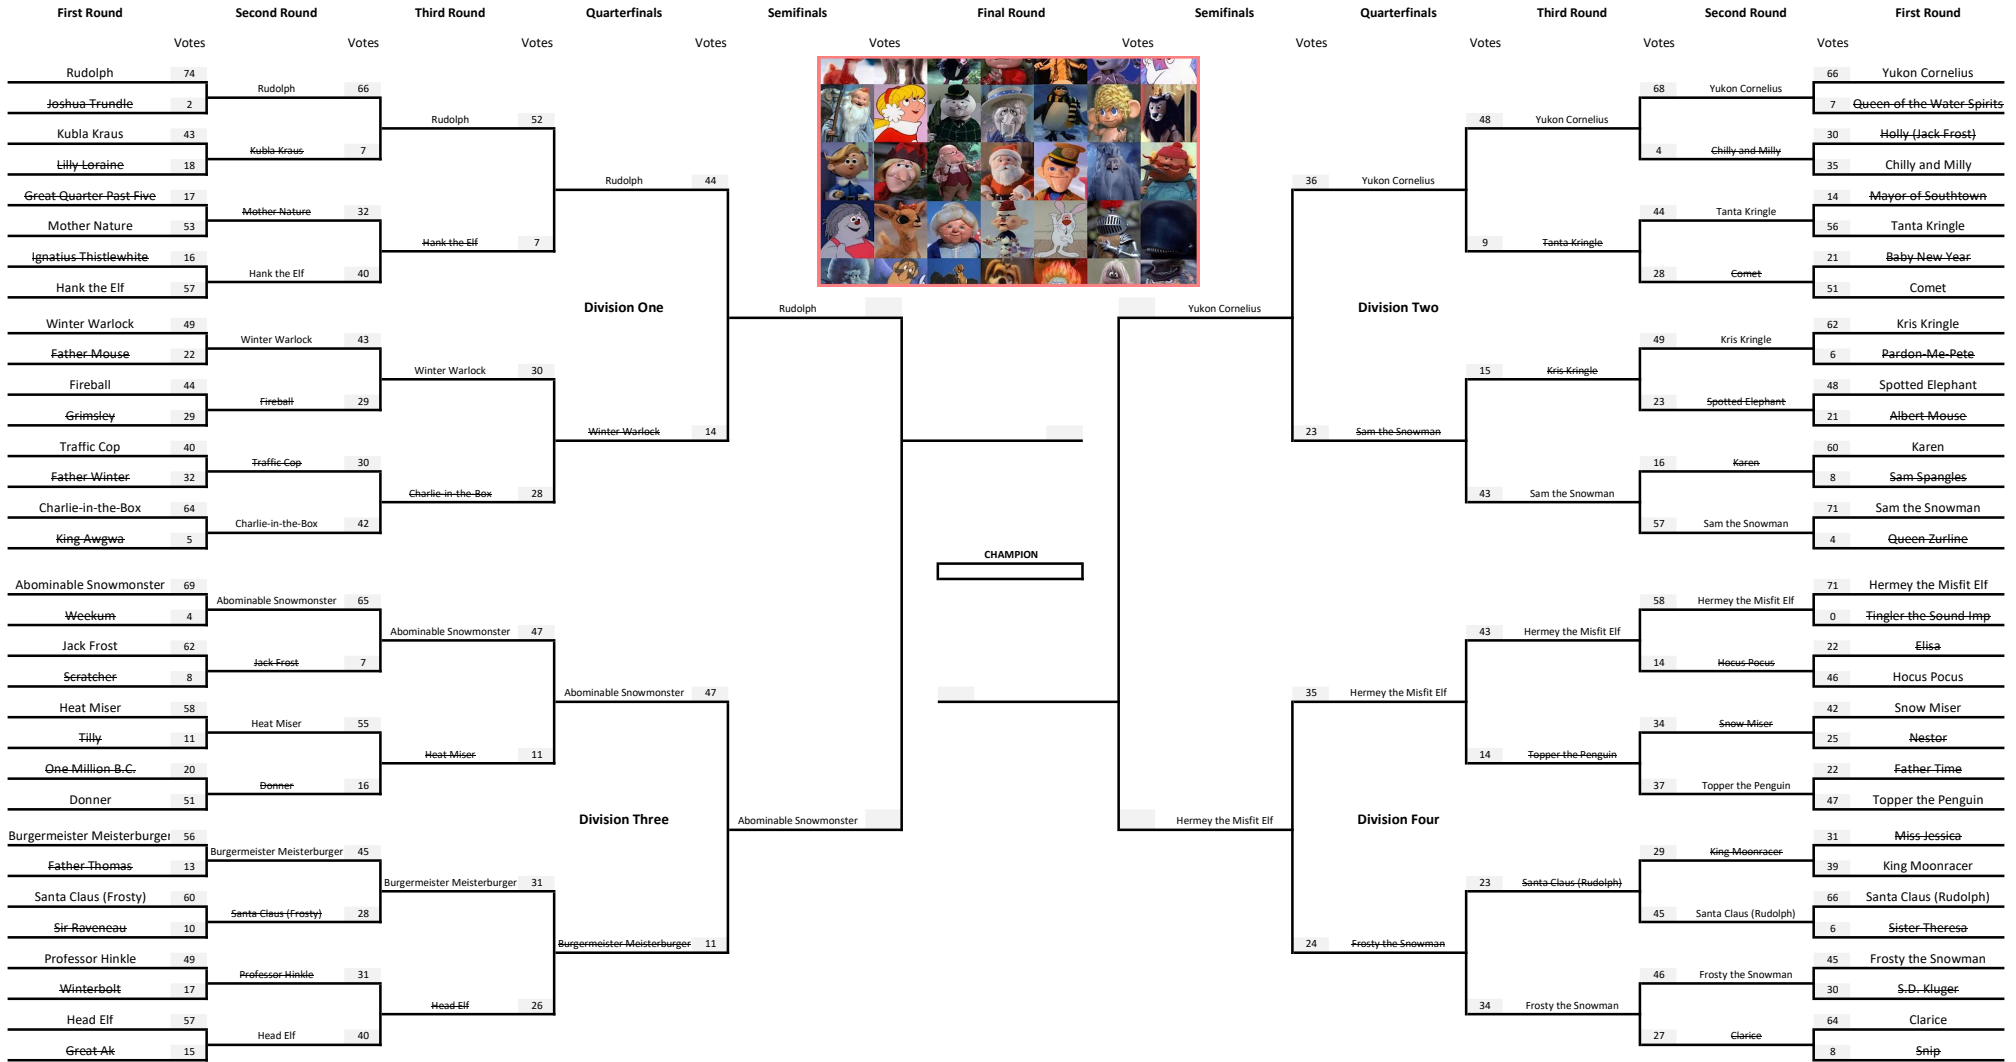 First Round Second Round Third Round Quarterfinals Semifinals Final Round Semifinals Quarterfinals Third Round Second Round First Round
Votes Votes Votes Votes Votes Votes Votes Votes Votes Votes
Rudolph 74 66 Yukon Cornelius
Rudolph 66 68 Yukon Cornelius
Joshua Trundle 2 7 Queen of the Water Spirits
Rudolph 52 48 Yukon Cornelius
Kubla Kraus 43 30 Holly (Jack Frost)
Kubla Kraus 7 4 Chilly and Milly
Lilly Loraine 18 35 Chilly and Milly
Rudolph 44 36 Yukon Cornelius
Great Quarter Past Five 17 14 Mayor of Southtown
Mother Nature 32 44 Tanta Kringle
Mother Nature 53 56 Tanta Kringle
Hank the Elf 7 9 Tanta Kringle
Ignatius Thistlewhite 16 21 Baby New Year
Hank the Elf 40 28 Comet
Hank the Elf 57 51 Comet
Division One Rudolph Yukon Cornelius Division Two
Winter Warlock 49 62 Kris Kringle
Winter Warlock 43 49 Kris Kringle
Father Mouse 22 6 Pardon-Me-Pete
Winter Warlock 30 15 Kris Kringle
Fireball 44 48 Spotted Elephant
Fireball 29 23 Spotted Elephant
Grimsley 29 21 Albert Mouse
Winter Warlock 14 23 Sam the Snowman
Traffic Cop 40 60 Karen
Traffic Cop 30 16 Karen
Father Winter 32 8 Sam Spangles
Charlie-in-the-Box 28 43 Sam the Snowman
Charlie-in-the-Box 64 71 Sam the Snowman
Charlie-in-the-Box 42 57 Sam the Snowman
King Awgwa 5 4 Queen Zurline
CHAMPION
Abominable Snowmonster 69 71 Hermey the Misfit Elf
Abominable Snowmonster 65 58 Hermey the Misfit Elf
Weekum 4 0 Tingler the Sound Imp
Abominable Snowmonster 47 43 Hermey the Misfit Elf
Jack Frost 62 22 Elisa
Jack Frost 7 14 Hocus Pocus
Scratcher 8 46 Hocus Pocus
Abominable Snowmonster 47 35 Hermey the Misfit Elf
Heat Miser 58 42 Snow Miser
Heat Miser 55 34 Snow Miser
Tilly 11 25 Nestor
Heat Miser 11 14 Topper the Penguin
One Million B.C. 20 22 Father Time
Donner 16 37 Topper the Penguin
Donner 51 47 Topper the Penguin
Division Three Abominable Snowmonster Hermey the Misfit Elf Division Four
Burgermeister Meisterburger 56 31 Miss Jessica
Burgermeister Meisterburger 45 29 King Moonracer
Father Thomas 13 39 King Moonracer
Burgermeister Meisterburger 31 23 Santa Claus (Rudolph)
Santa Claus (Frosty) 60 66 Santa Claus (Rudolph)
Santa Claus (Frosty) 28 45 Santa Claus (Rudolph)
Sir Raveneau 10 6 Sister Theresa
Burgermeister Meisterburger 11 24 Frosty the Snowman
Professor Hinkle 49 45 Frosty the Snowman
Professor Hinkle 31 46 Frosty the Snowman
Winterbolt 17 30 S.D. Kluger
Head Elf 26 34 Frosty the Snowman
Head Elf 57 64 Clarice
Head Elf 40 27 Clarice
Great Ak 15 8 Snip